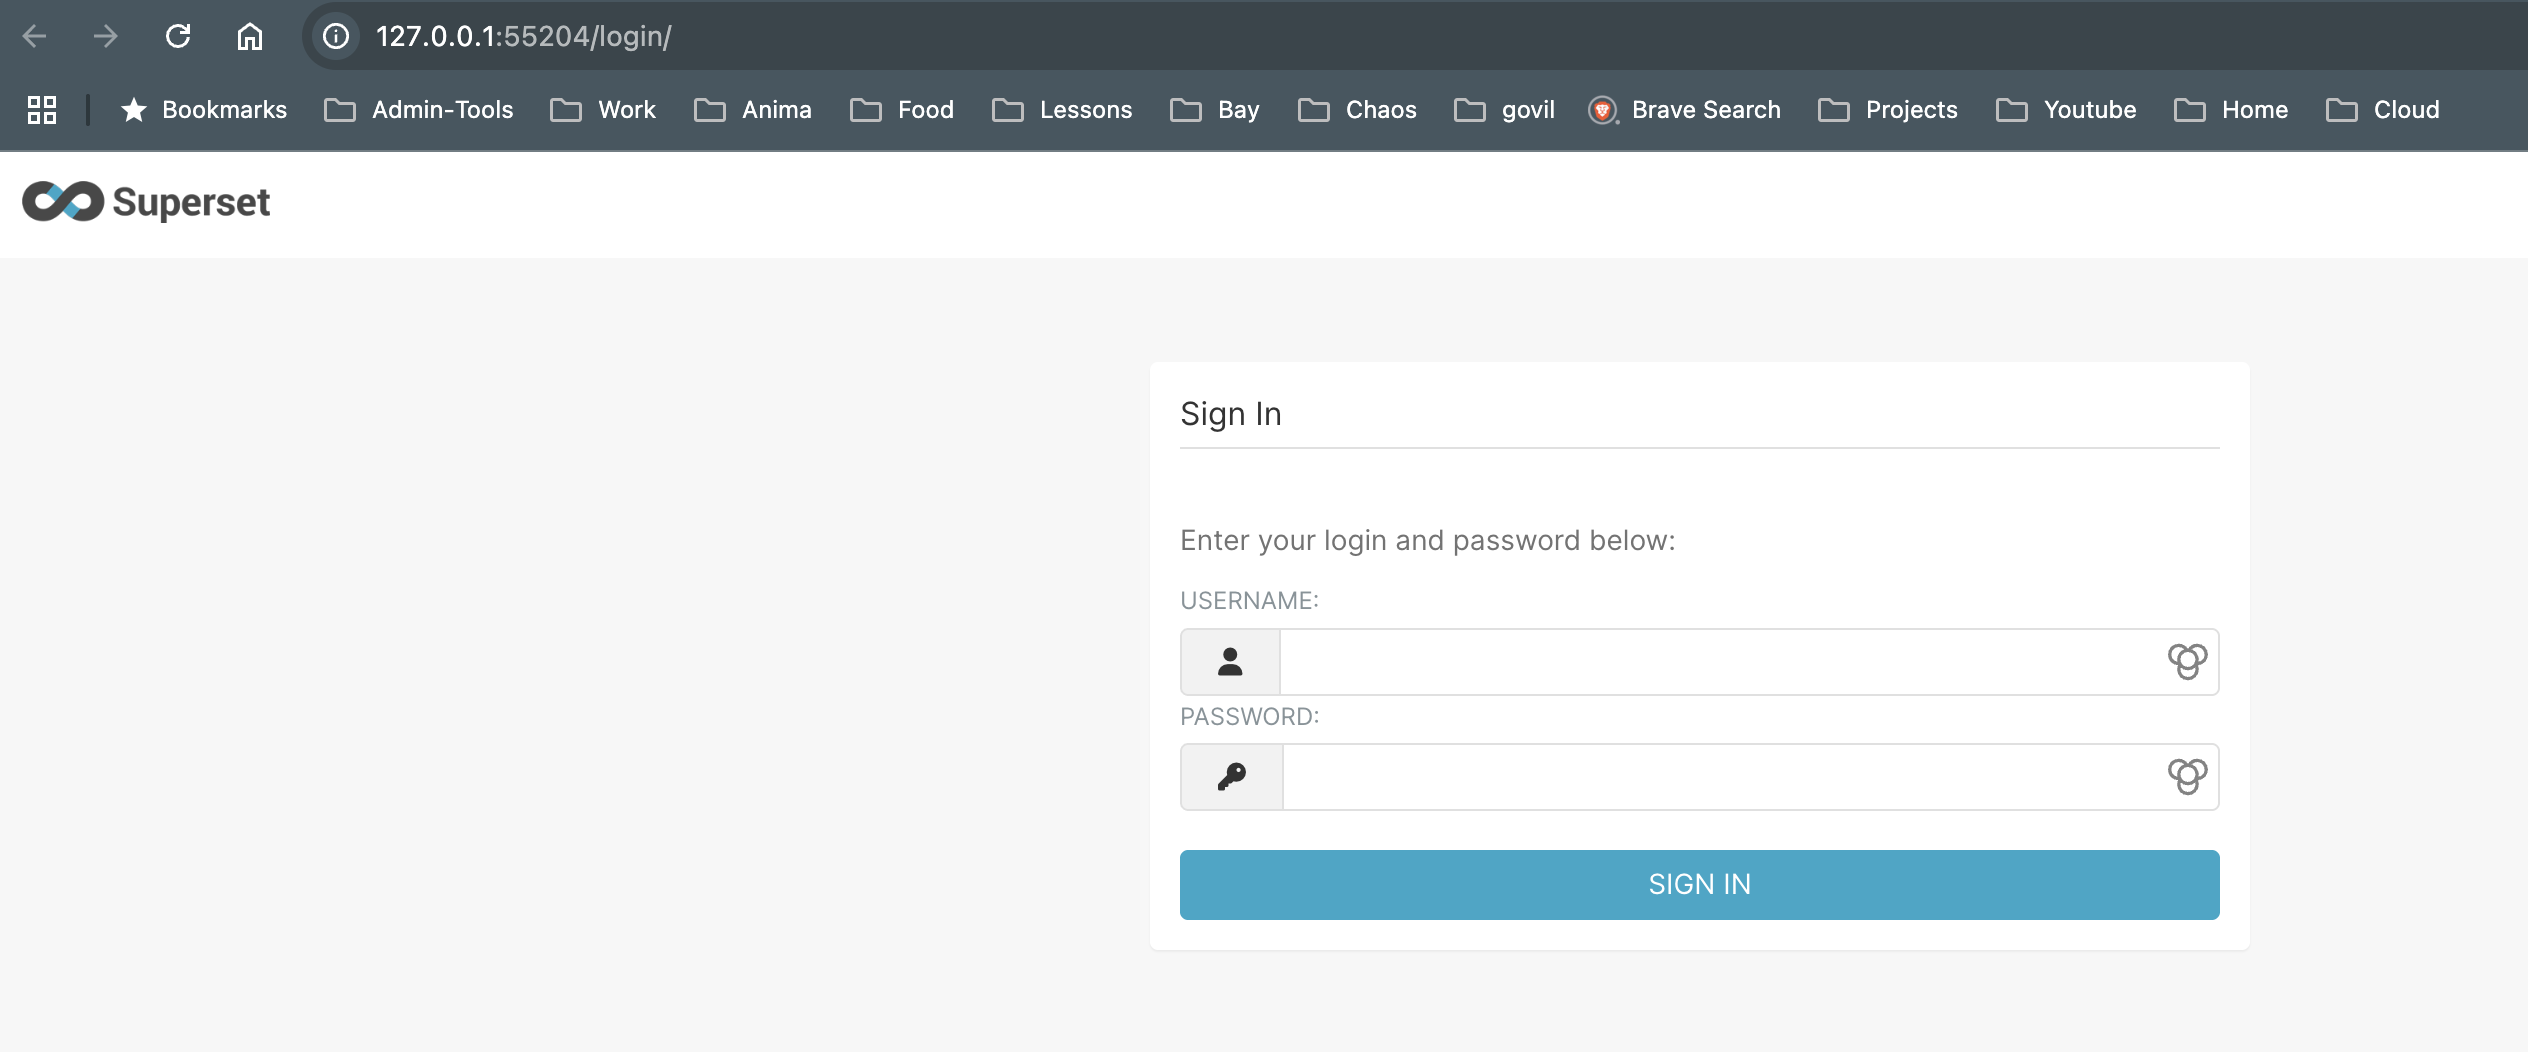 127.0.0.1:55204/login/
Bookmarks Admin-Tools Work Anima Food Lessons Bay Chaos govil Brave Search Projects Youtube Home Cloud
Superset
Sign In
Enter your login and password below:
USERNAME:
PASSWORD:
SIGN IN